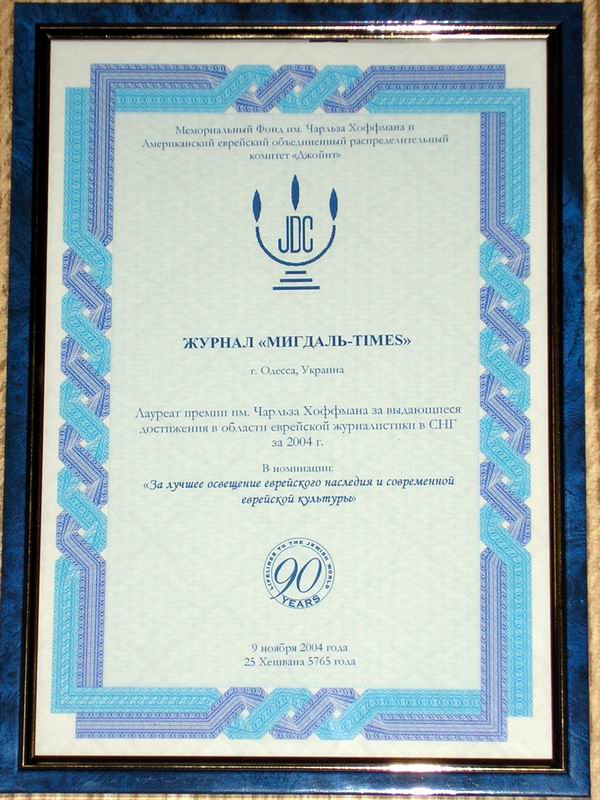 Мемориальный Фонд им. Чарльза Хоффмана и
Американский еврейский объединенный распределительный
комитет «Джойнт»
JDC
ЖУРНАЛ «МИГДАЛЬ-TIMES»
г. Одесса, Украина
Лауреат премии им. Чарльза Хоффмана за выдающиеся
достижения в области еврейской журналистики в СНГ
за 2004 г.
В номинации:
«За лучшее освещение еврейского наследия и современной
еврейской культуры»
LIFELINES TO THE JEWISH WORLD
90
YEARS
9 ноября 2004 года
25 Хешвана 5765 года